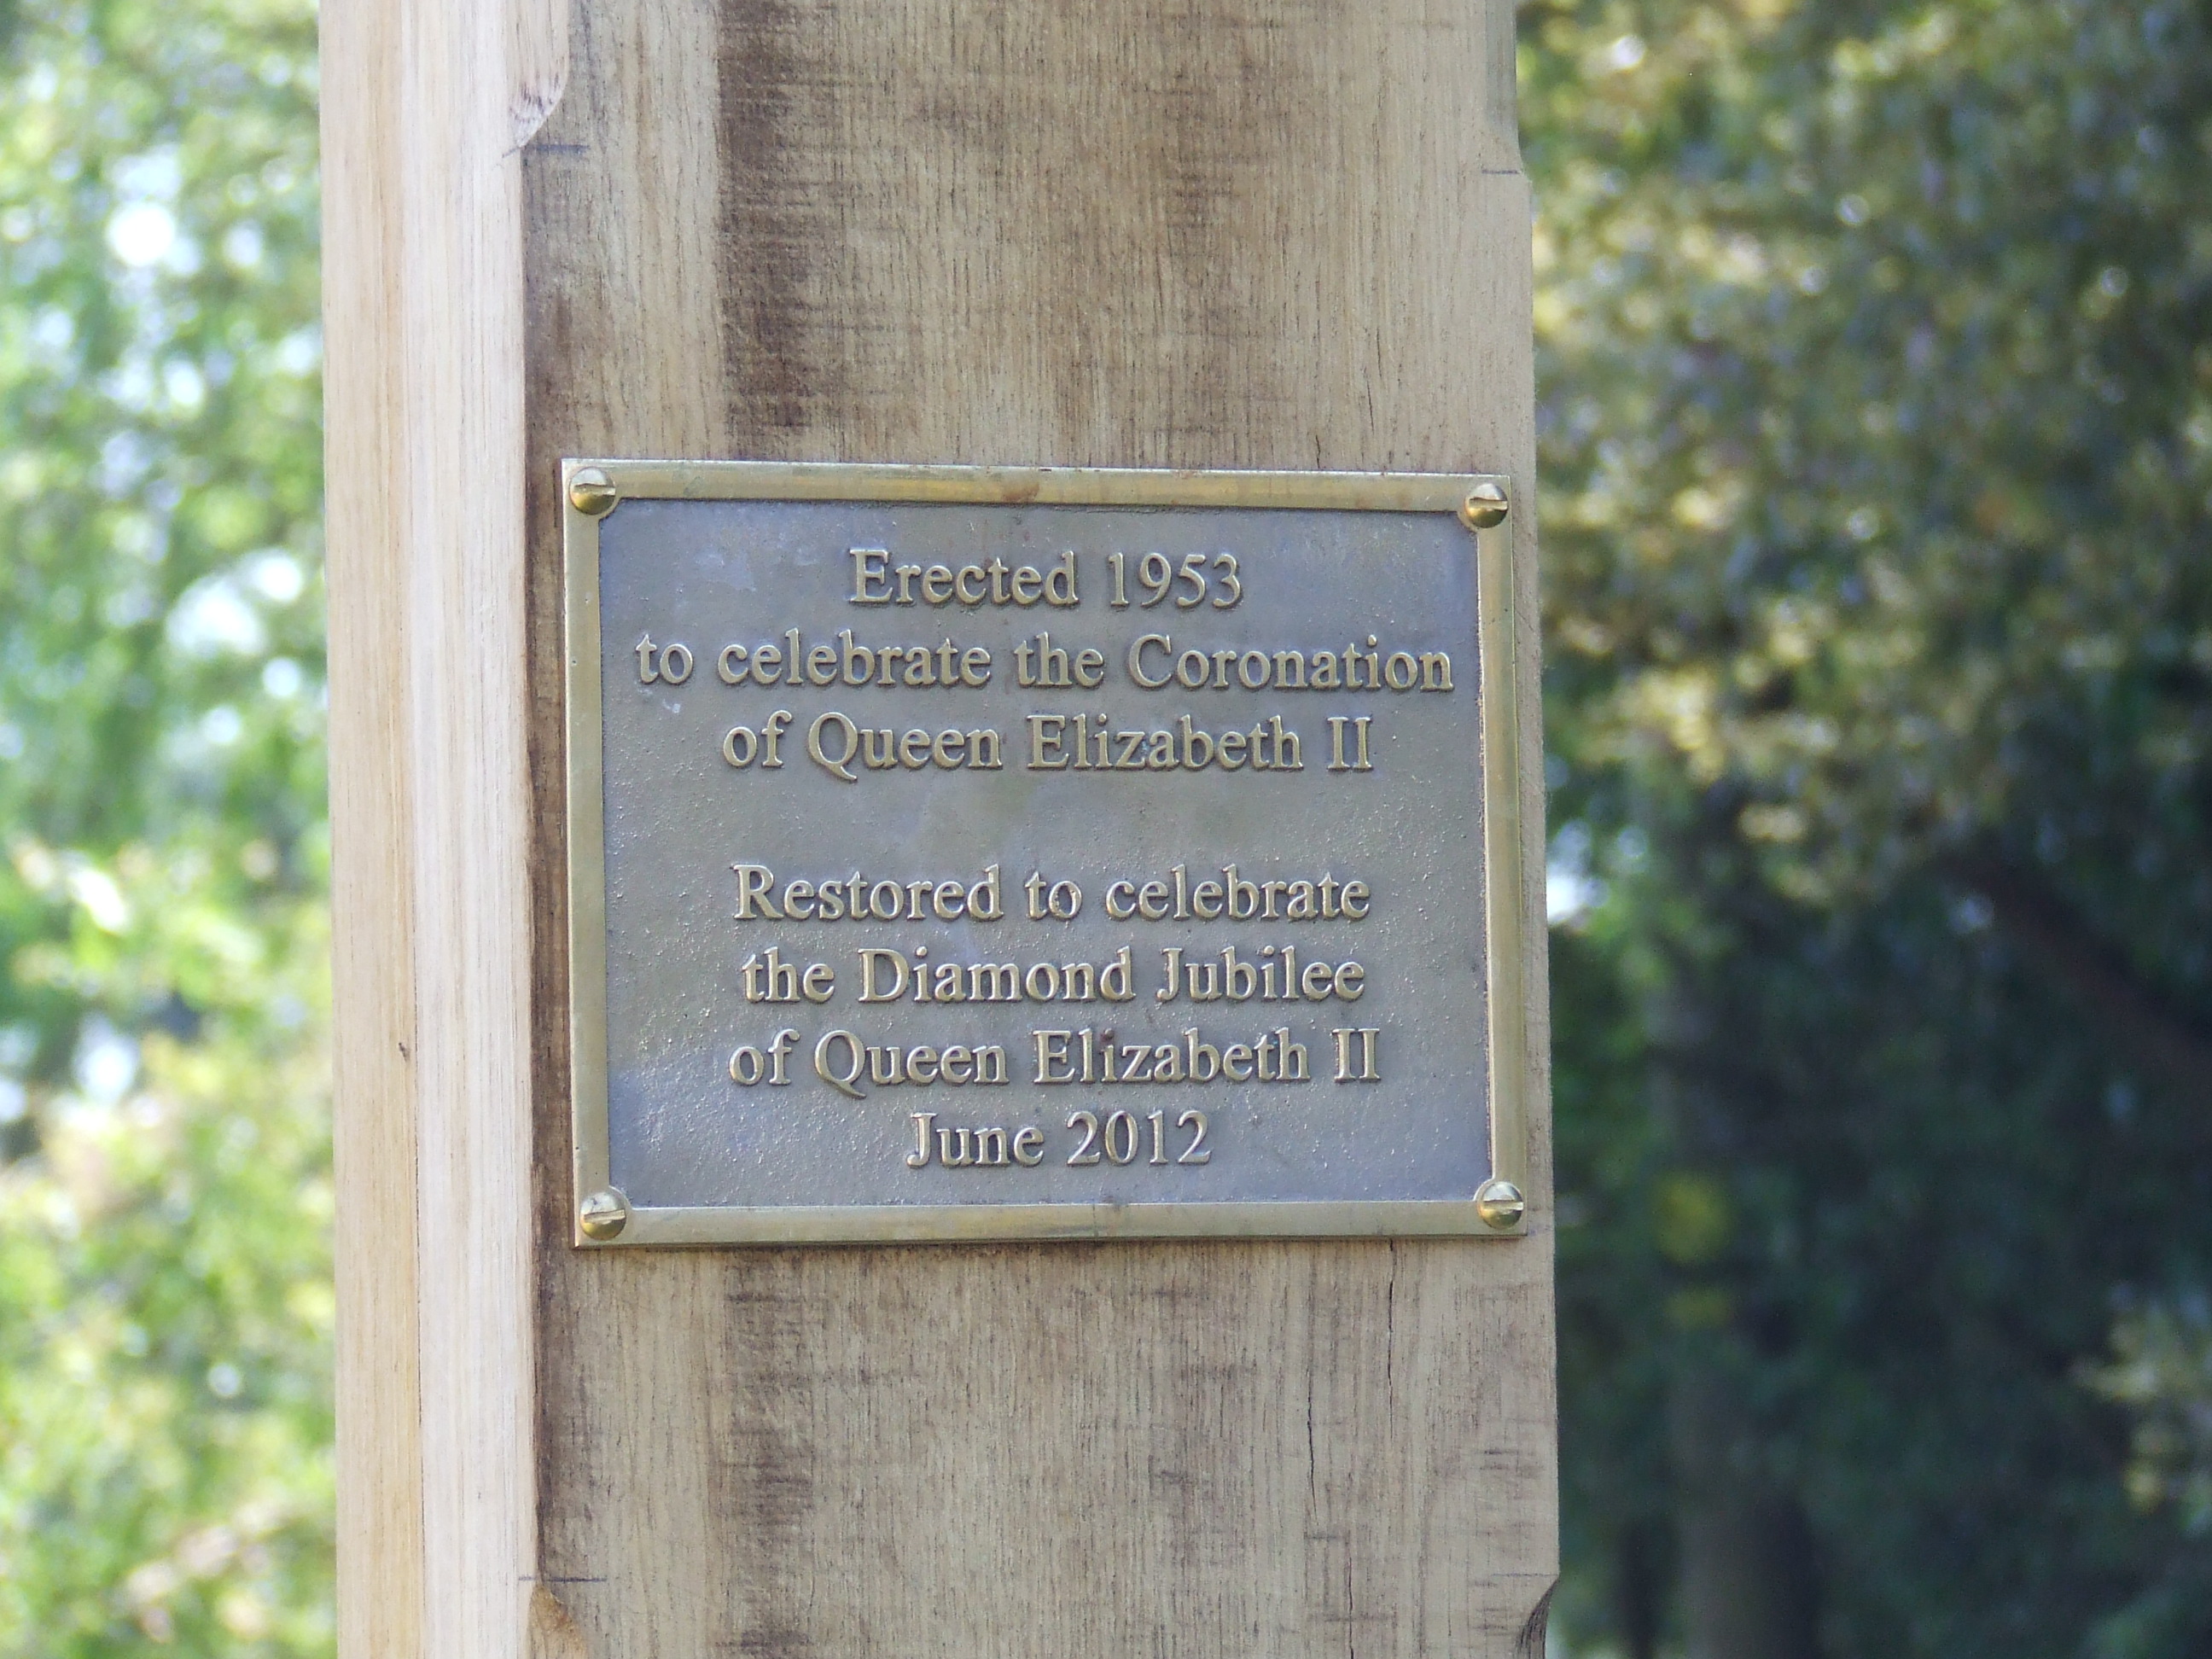 Erected 1953
to celebrate the Coronation
of Queen Elizabeth II
Restored to celebrate
the Diamond Jubilee
of Queen Elizabeth II
June 2012